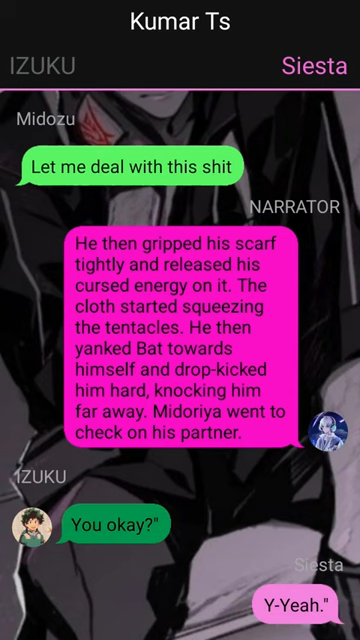 Kumar Ts
IZUKU
Siesta
Midozu
Let me deal with this shit
NARRATOR
He then gripped his scarf
tightly and released his
cursed energy on it. The
cloth started squeezing
the tentacles. He then
yanked Bat towards
himself and drop-kicked
him hard, knocking him
far away. Midoriya went to
check on his partner.
IZUKU
You okay?"
Siesta
Y-Yeah."